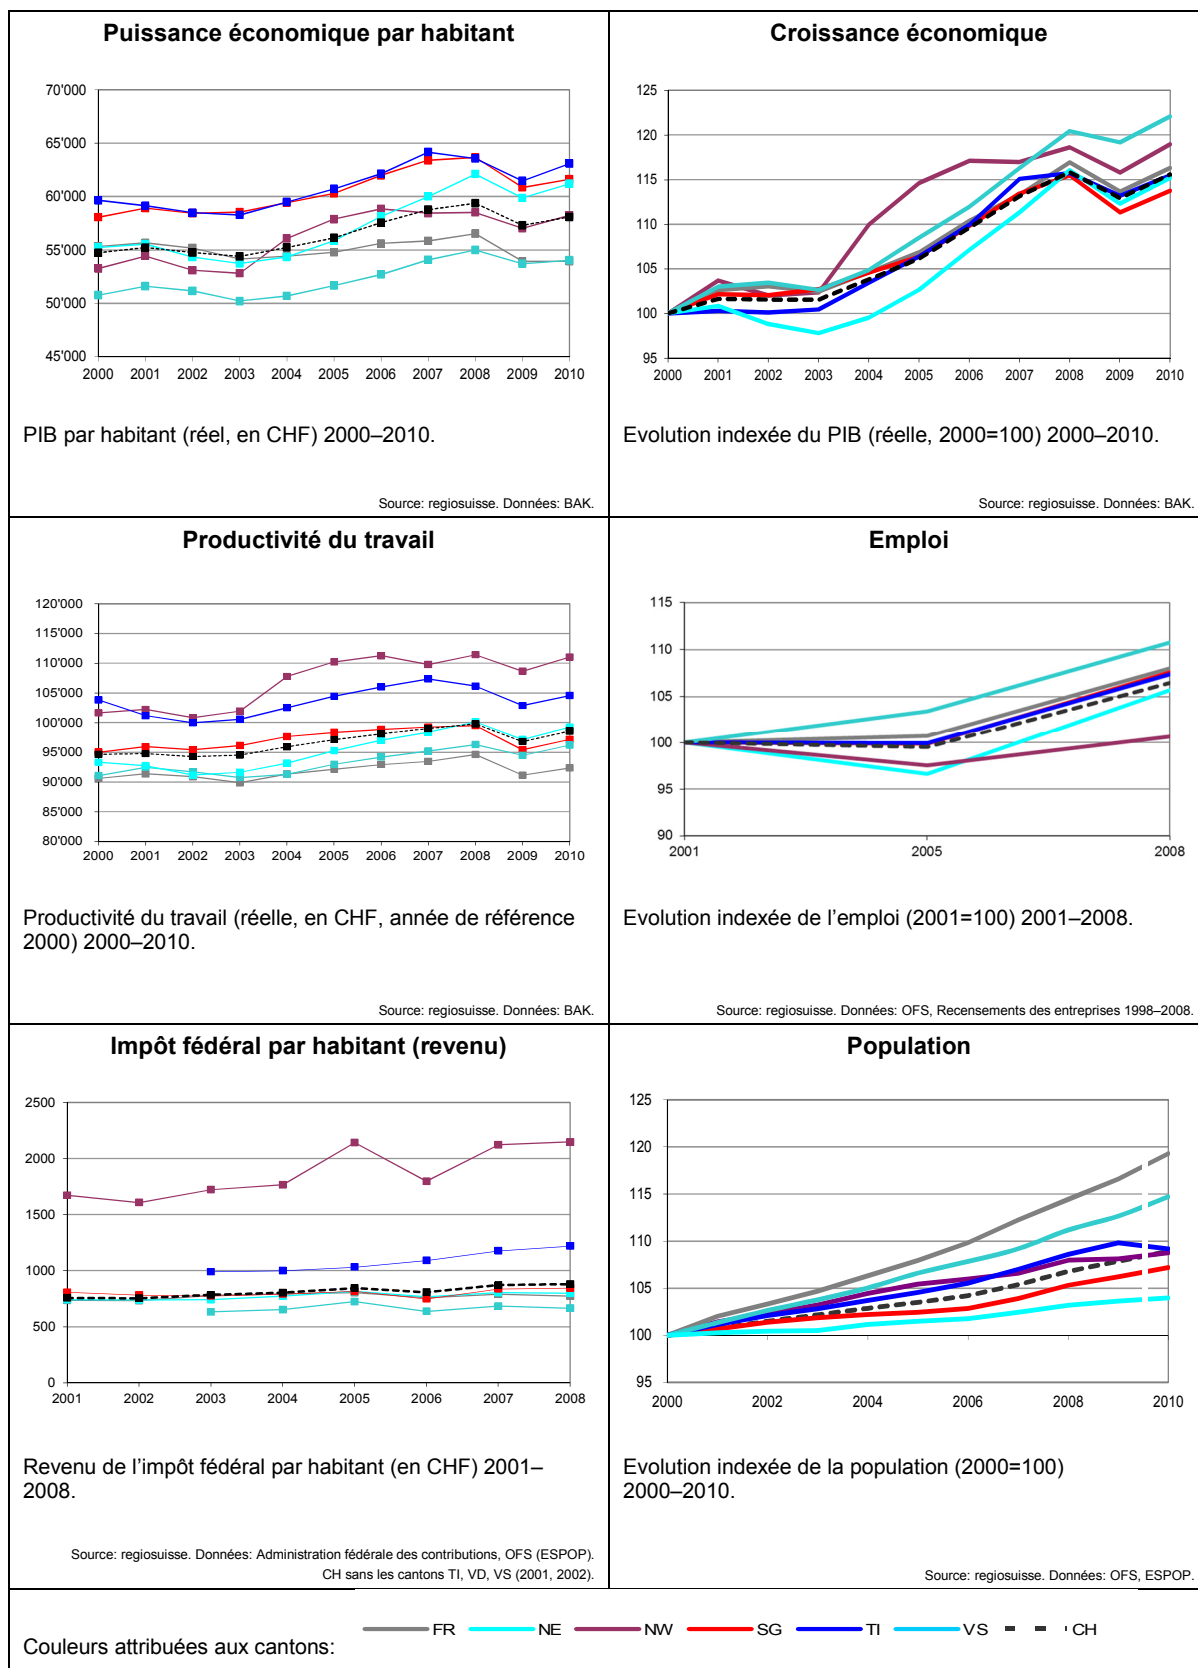 Puissance économique par habitant
70'000
65'000
60'000
55'000
50'000
45'000
2000 2001 2002 2003 2004 2005 2006 2007 2008 2009 2010
PIB par habitant (réel, en CHF) 2000–2010.
Source: regiosuisse. Données: BAK.
Croissance économique
125
120
115
110
105
100
95
2000 2001 2002 2003 2004 2005 2006 2007 2008 2009 2010
Evolution indexée du PIB (réelle, 2000=100) 2000–2010.
Source: regiosuisse. Données: BAK.
Productivité du travail
120'000
115'000
110'000
105'000
100'000
95'000
90'000
85'000
80'000
2000 2001 2002 2003 2004 2005 2006 2007 2008 2009 2010
Productivité du travail (réelle, en CHF, année de référence
2000) 2000–2010.
Source: regiosuisse. Données: BAK.
Emploi
115
110
105
100
95
90
2001 2005 2008
Evolution indexée de l'emploi (2001=100) 2001–2008.
Source: regiosuisse. Données: OFS, Recensements des entreprises 1998–2008.
Impôt fédéral par habitant (revenu)
2500
2000
1500
1000
500
0
2001 2002 2003 2004 2005 2006 2007 2008
Revenu de l'impôt fédéral par habitant (en CHF) 2001–
2008.
Source: regiosuisse. Données: Administration fédérale des contributions, OFS (ESPOP).
CH sans les cantons TI, VD, VS (2001, 2002).
Population
125
120
115
110
105
100
95
2000 2002 2004 2006 2008 2010
Evolution indexée de la population (2000=100)
2000–2010.
Source: regiosuisse. Données: OFS, ESPOP.
Couleurs attribuées aux cantons: FR NE NW SG TI VS CH